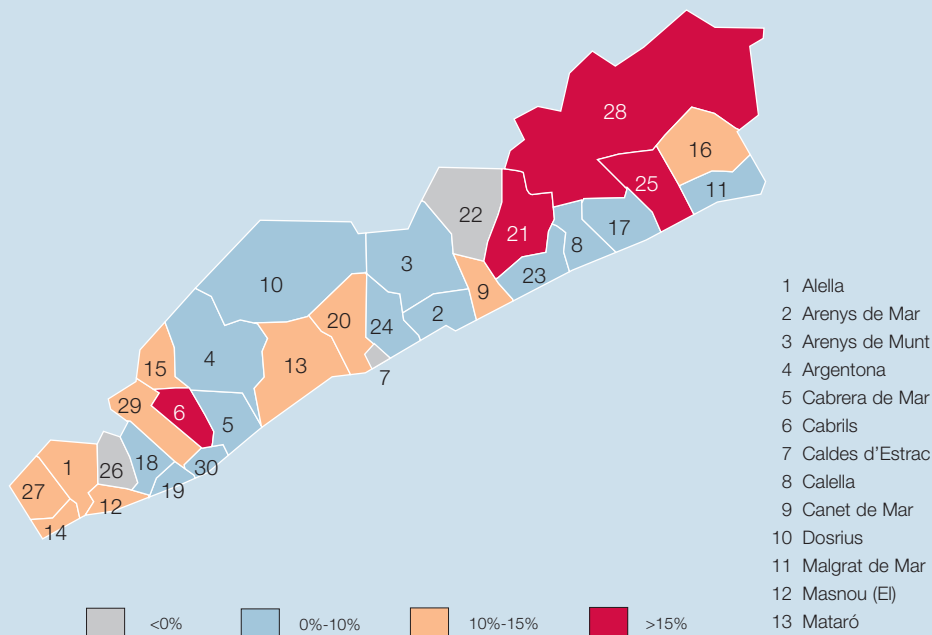 28
16
25
11
22
21
17
8
3
23
10
9
2
20
24
4
13
15
7
6
29
5
1
18
26
30
27
19
12
14
1 Alella
2 Arenys de Mar
3 Arenys de Munt
4 Argentona
5 Cabrera de Mar
6 Cabrils
7 Caldes d’Estrac
8 Calella
9 Canet de Mar
10 Dosrius
11 Malgrat de Mar
12 Masnou (El)
13 Mataró
<0% 0%-10% 10%-15% >15%